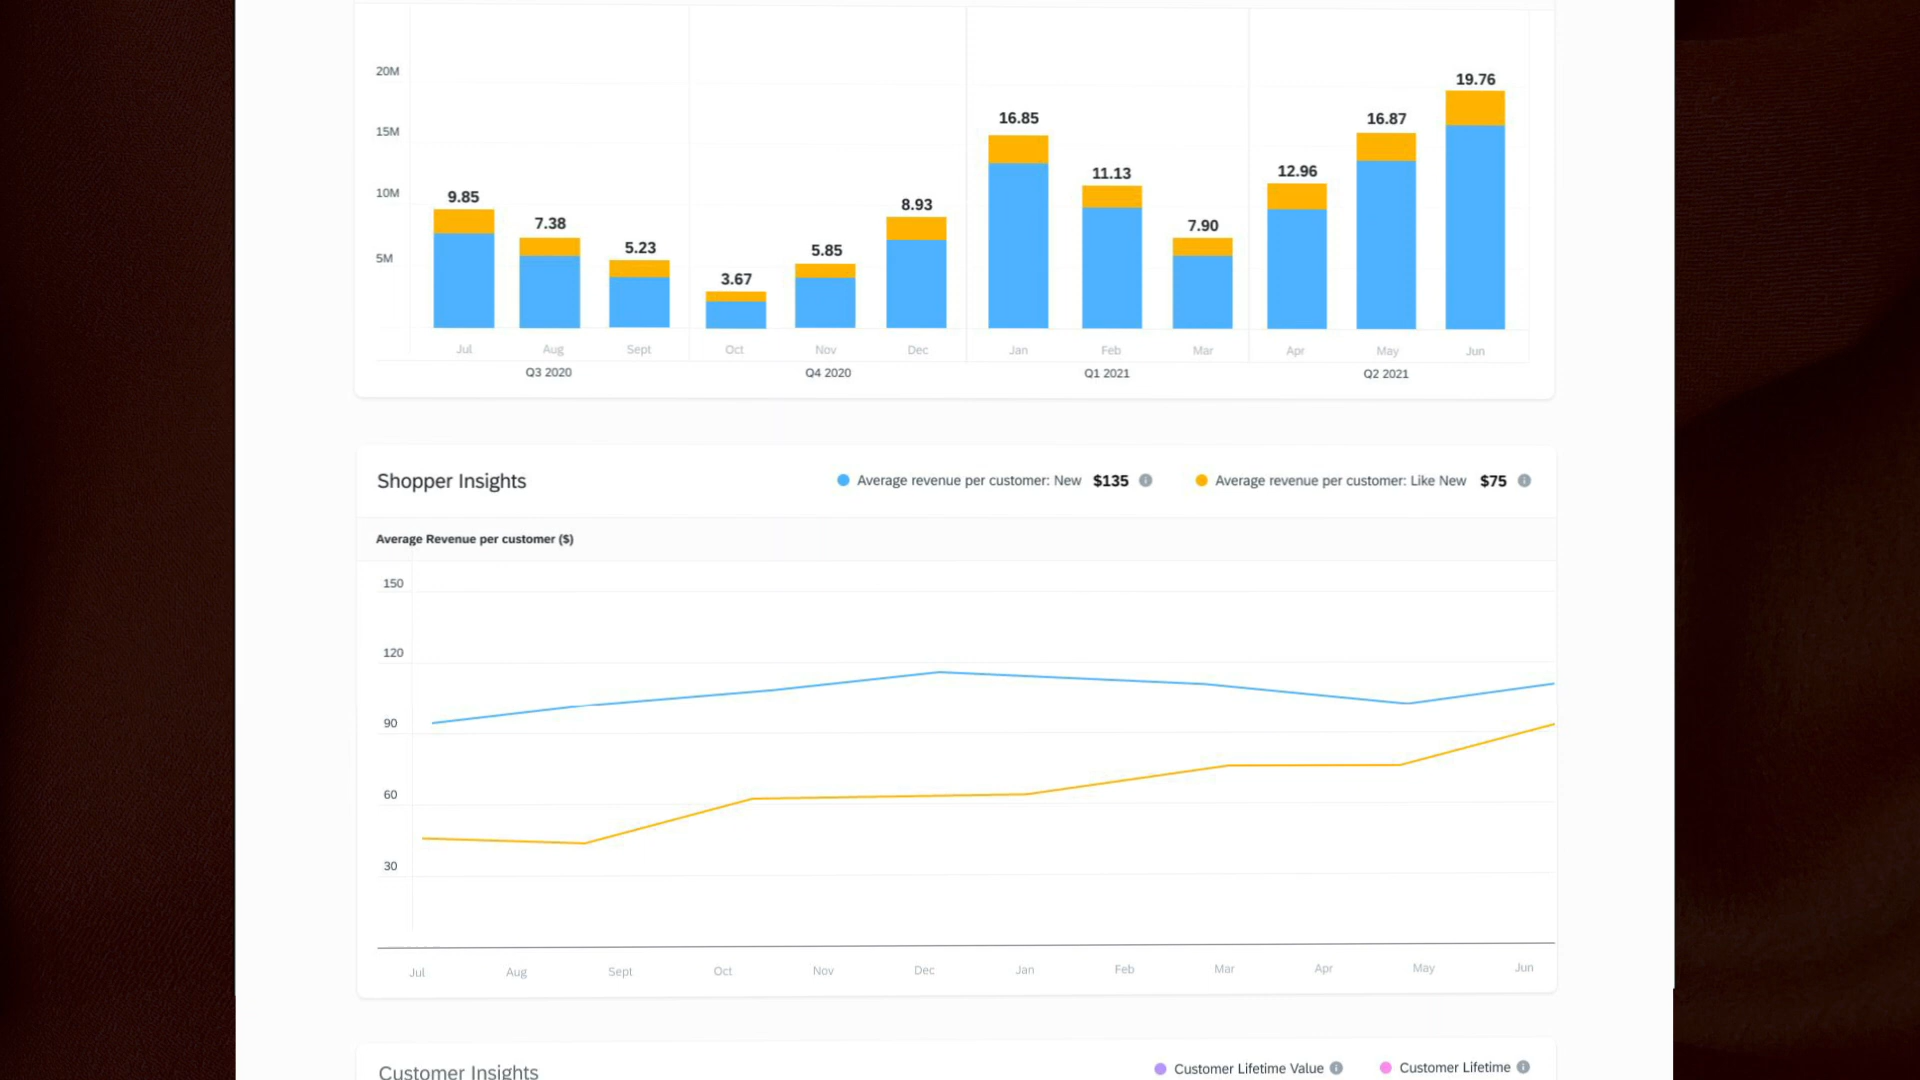 20M
15M
10M
5M
9.85
7.38
5.23
3.67
5.85
8.93
16.85
11.13
7.90
12.96
16.87
19.76
Jul Aug Sept Oct Nov Dec Jan Feb Mar Apr May Jun
Q3 2020 Q4 2020 Q1 2021 Q2 2021
Shopper Insights
Average revenue per customer: New $135
Average revenue per customer: Like New $75
Average Revenue per customer ($)
150
120
90
60
30
Jul Aug Sept Oct Nov Dec Jan Feb Mar Apr May Jun
Customer Insights
Customer Lifetime Value
Customer Lifetime